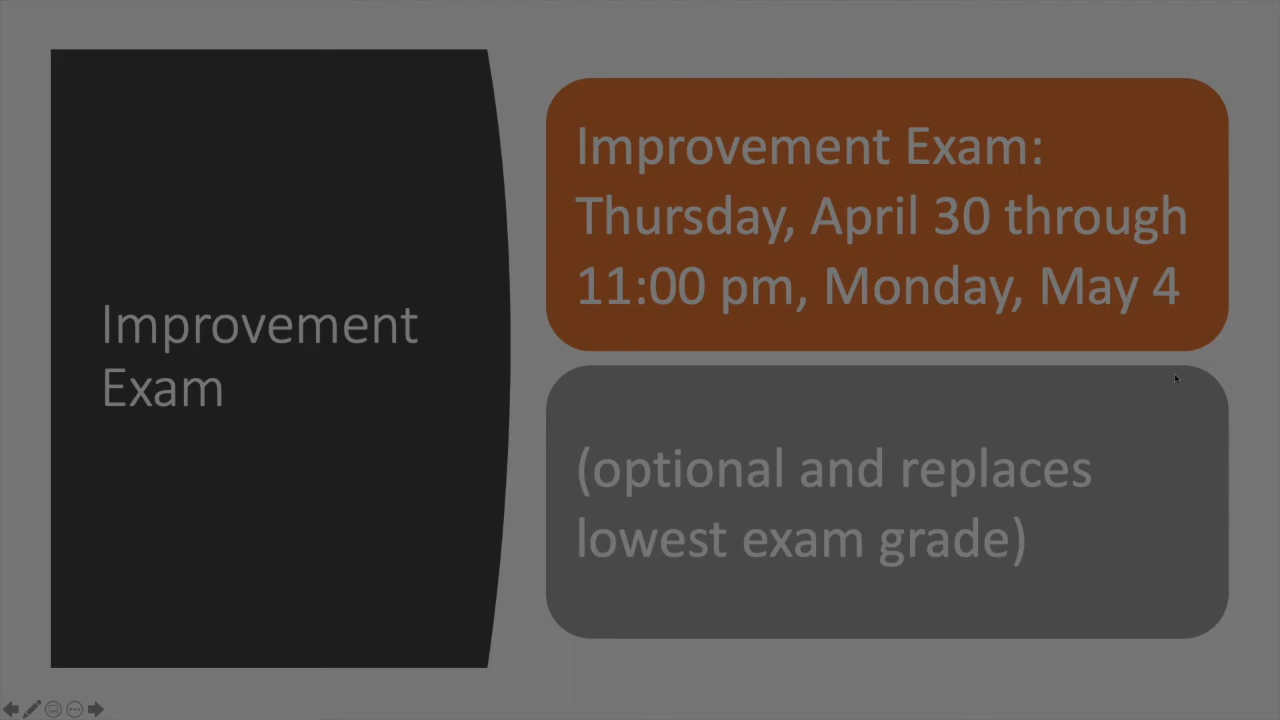 Improvement
Exam
Improvement Exam:
Thursday, April 30 through
11:00 pm, Monday, May 4
(optional and replaces
lowest exam grade)